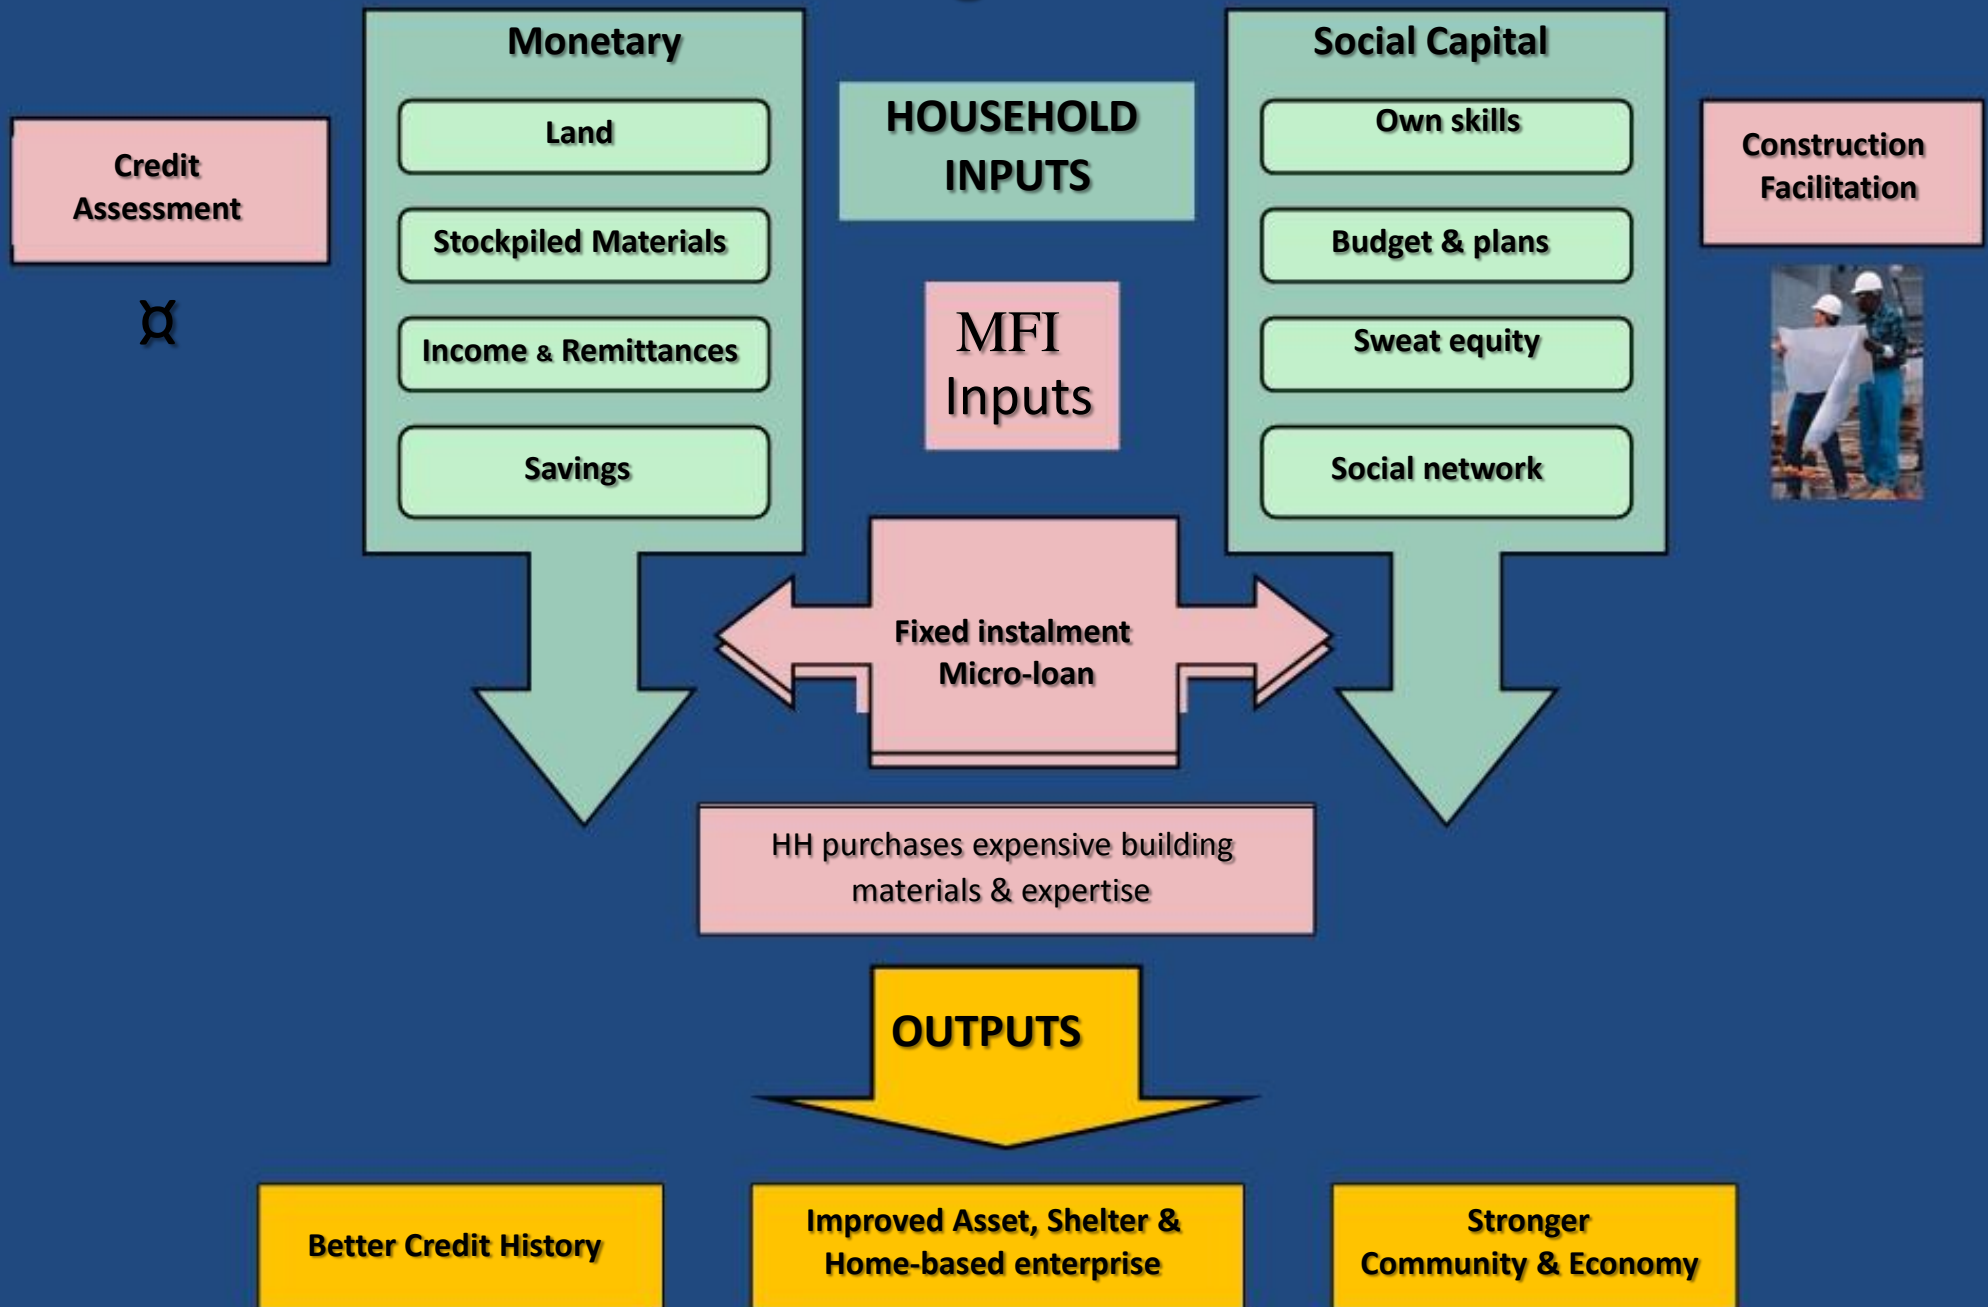 Monetary
Land
Stockpiled Materials
Income & Remittances
Savings
Credit
Assessment
¤
HOUSEHOLD
INPUTS
MFI
Inputs
Social Capital
Own skills
Budget & plans
Sweat equity
Social network
Construction
Facilitation
Fixed instalment
Micro-loan
HH purchases expensive building
materials & expertise
OUTPUTS
Better Credit History
Improved Asset, Shelter &
Home-based enterprise
Stronger
Community & Economy